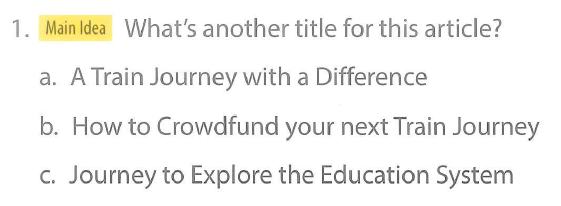 1. Main Idea What's another title for this article?
a. A Train Journey with a Difference
b. How to Crowdfund your next Train Journey
c. Journey to Explore the Education System